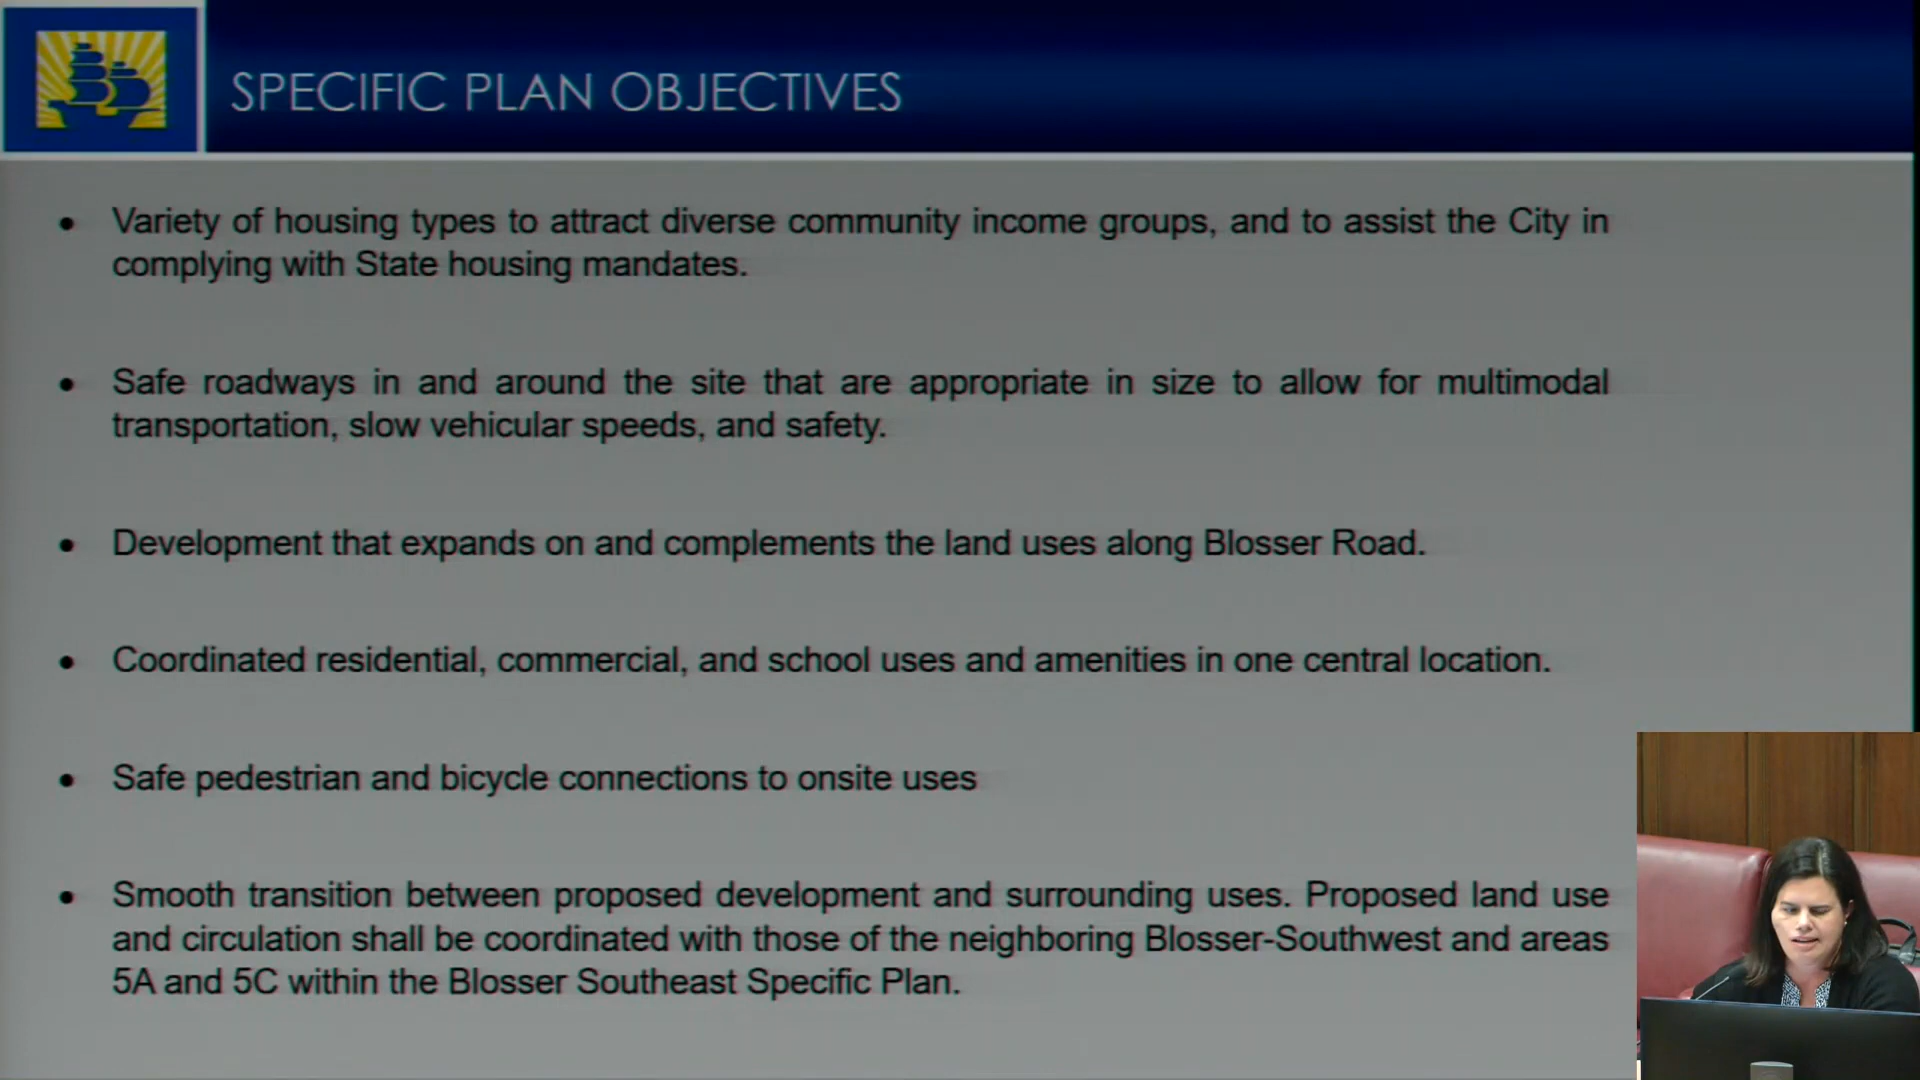 SPECIFIC PLAN OBJECTIVES
• Variety of housing types to attract diverse community income groups, and to assist the City in
complying with State housing mandates.
• Safe roadways in and around the site that are appropriate in size to allow for multimodal
transportation, slow vehicular speeds, and safety.
• Development that expands on and complements the land uses along Blosser Road.
• Coordinated residential, commercial, and school uses and amenities in one central location.
• Safe pedestrian and bicycle connections to onsite uses
• Smooth transition between proposed development and surrounding uses. Proposed land use
and circulation shall be coordinated with those of the neighboring Blosser-Southwest and areas
5A and 5C within the Blosser Southeast Specific Plan.